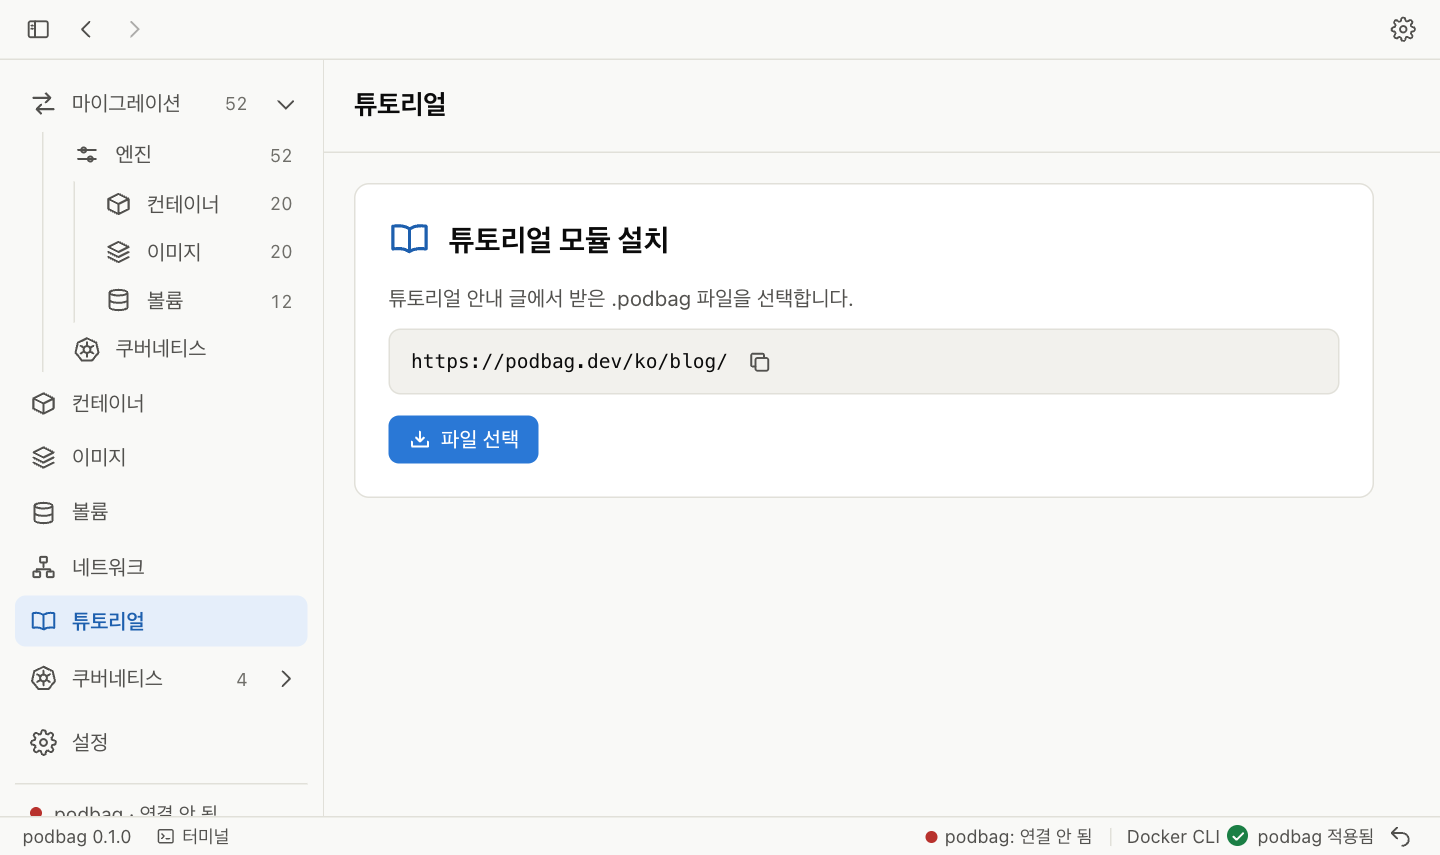 마이그레이션 52
엔진 52
컨테이너 20
이미지 20
볼륨 12
쿠버네티스
컨테이너
이미지
볼륨
네트워크
튜토리얼
쿠버네티스 4
설정
podbag · 연결 안 됨
튜토리얼
튜토리얼 모듈 설치
튜토리얼 안내 글에서 받은 .podbag 파일을 선택합니다.
https://podbag.dev/ko/blog/
파일 선택
podbag 0.1.0 터미널 podbag: 연결 안 됨 Docker CLI podbag 적용됨